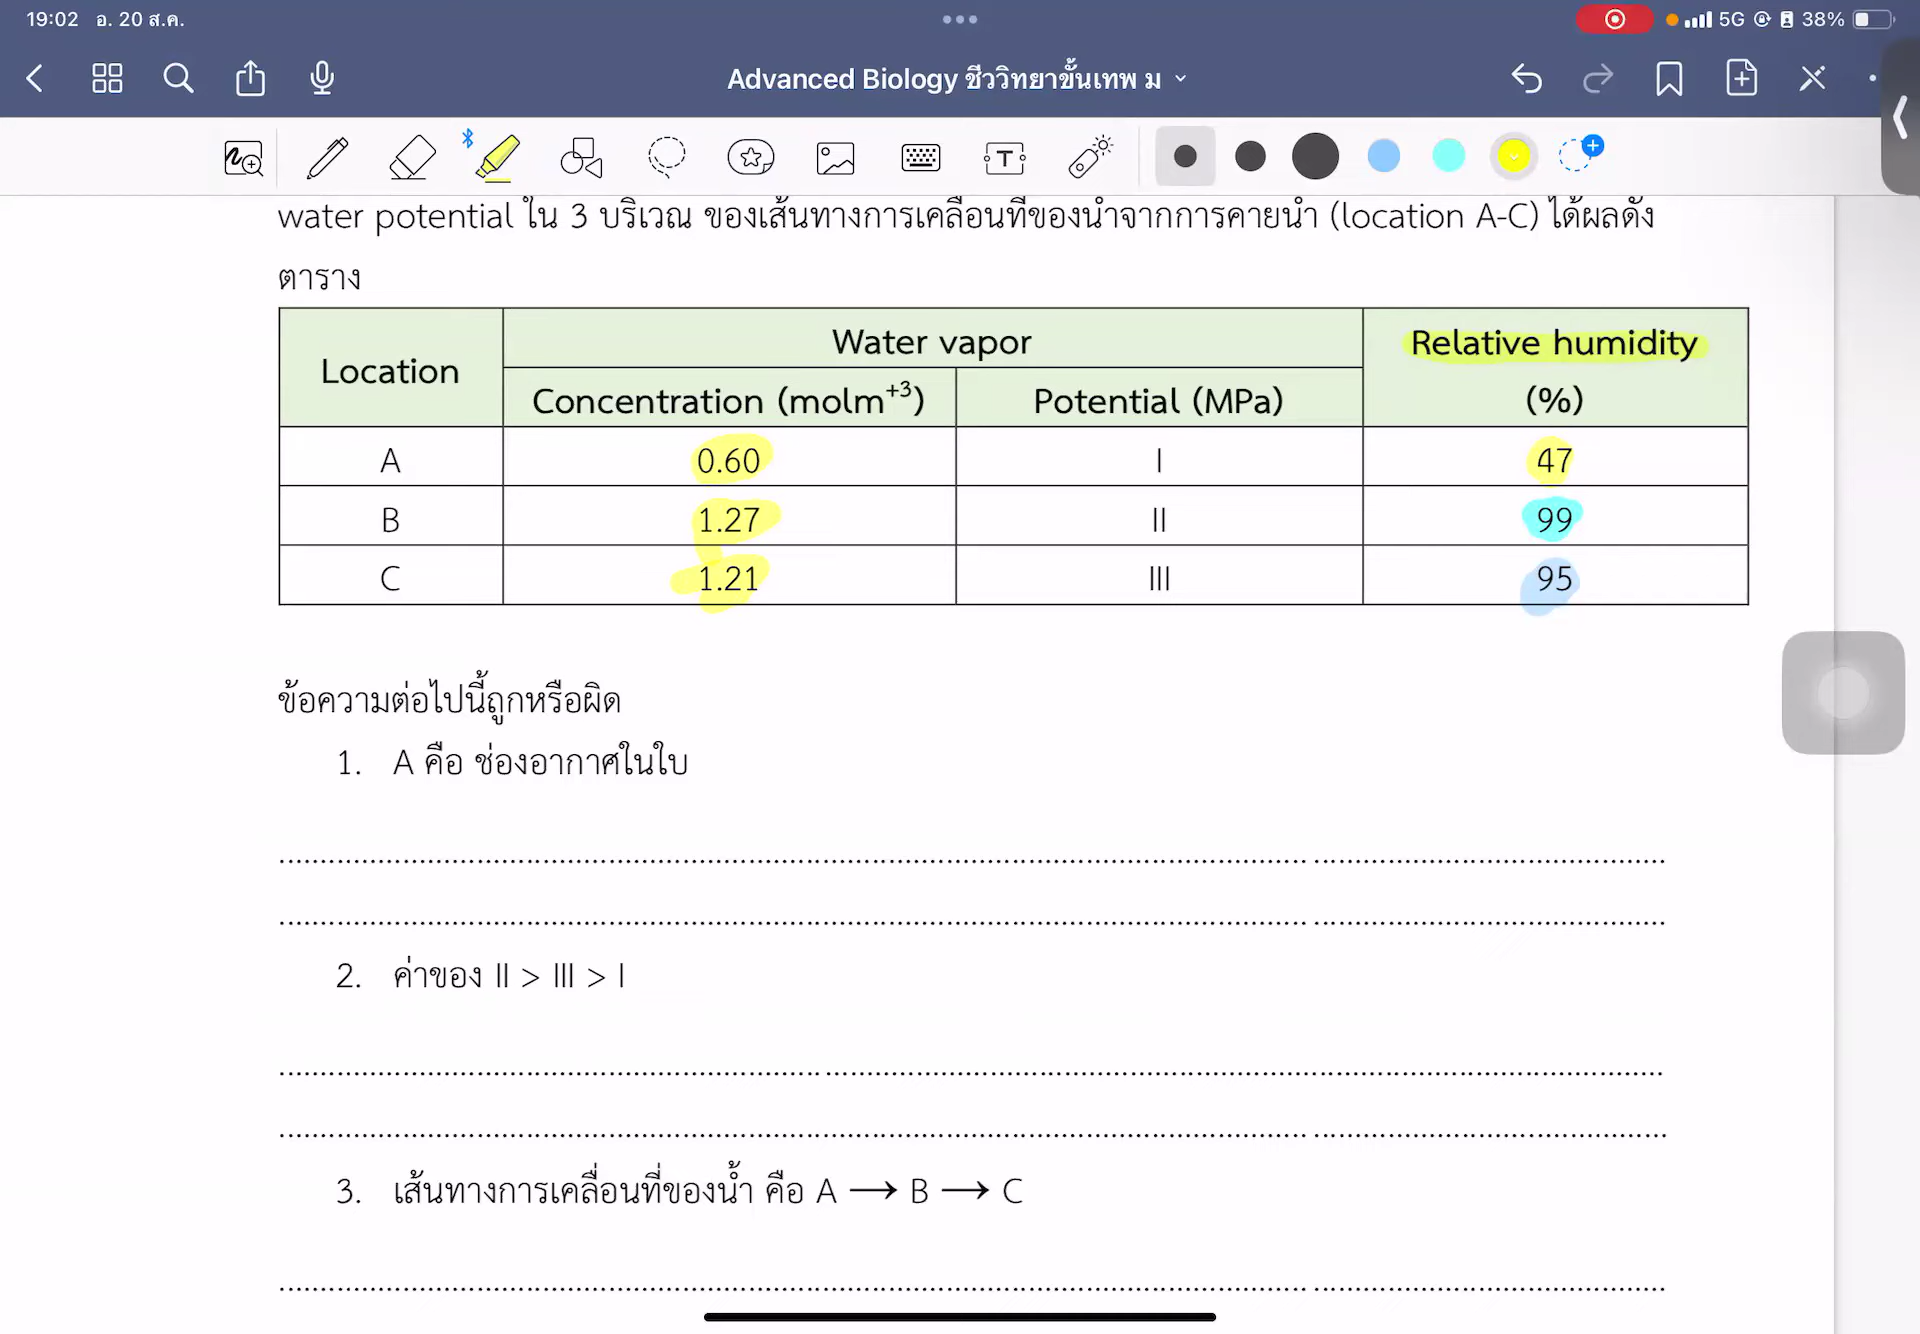 19:02 อ. 20 ส.ค.
5G 38%
Advanced Biology ชีววิทยาขั้นเทพ ม
T
water potential ใน 3 บริเวณ ของเส้นทางการเคลื่อนที่ของน้ำจากการคายน้ำ (location A-C) ได้ผลดัง
ตาราง
Location Water vapor Relative humidity
Concentration (molm+3) Potential (MPa) (%)
A 0.60 I 47
B 1.27 II 99
C 1.21 III 95
ข้อความต่อไปนี้ถูกหรือผิด
1. A คือ ช่องอากาศในใบ
2. ค่าของ II > III > I
3. เส้นทางการเคลื่อนที่ของน้ำ คือ A → B → C